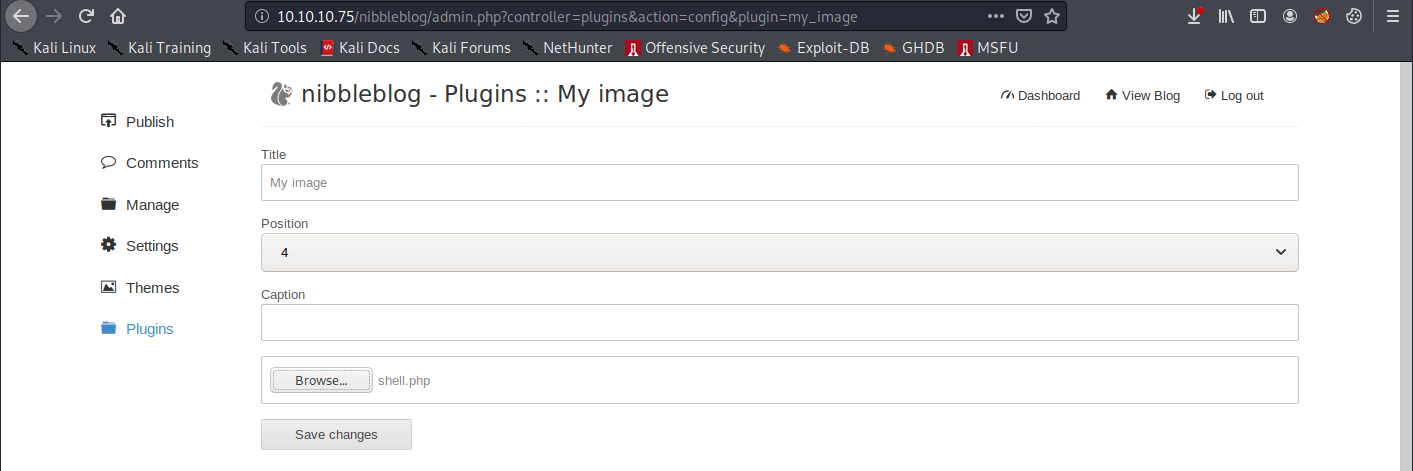 10.10.10.75/nibbleblog/admin.php?controller=plugins&action=config&plugin=my_image
Kali Linux Kali Training Kali Tools Kali Docs Kali Forums NetHunter Offensive Security Exploit-DB GHDB MSFU
nibbleblog - Plugins :: My image Dashboard View Blog Log out
Publish
Comments
Manage
Settings
Themes
Plugins
Title
My image
Position
4
Caption
Browse... shell.php
Save changes